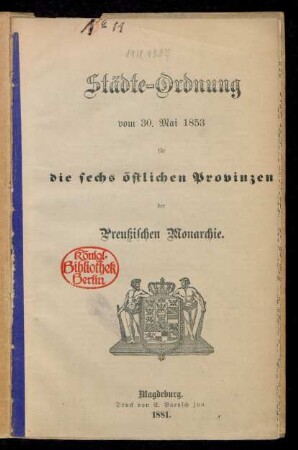 Städte-Ordnung
vom 30. Mai 1853
für
die sechs östlichen Provinzen
der
Preußischen Monarchie.
Königl.
Bibliothek
Berlin
Magdeburg.
Druck von E. Baensch jun
1881.